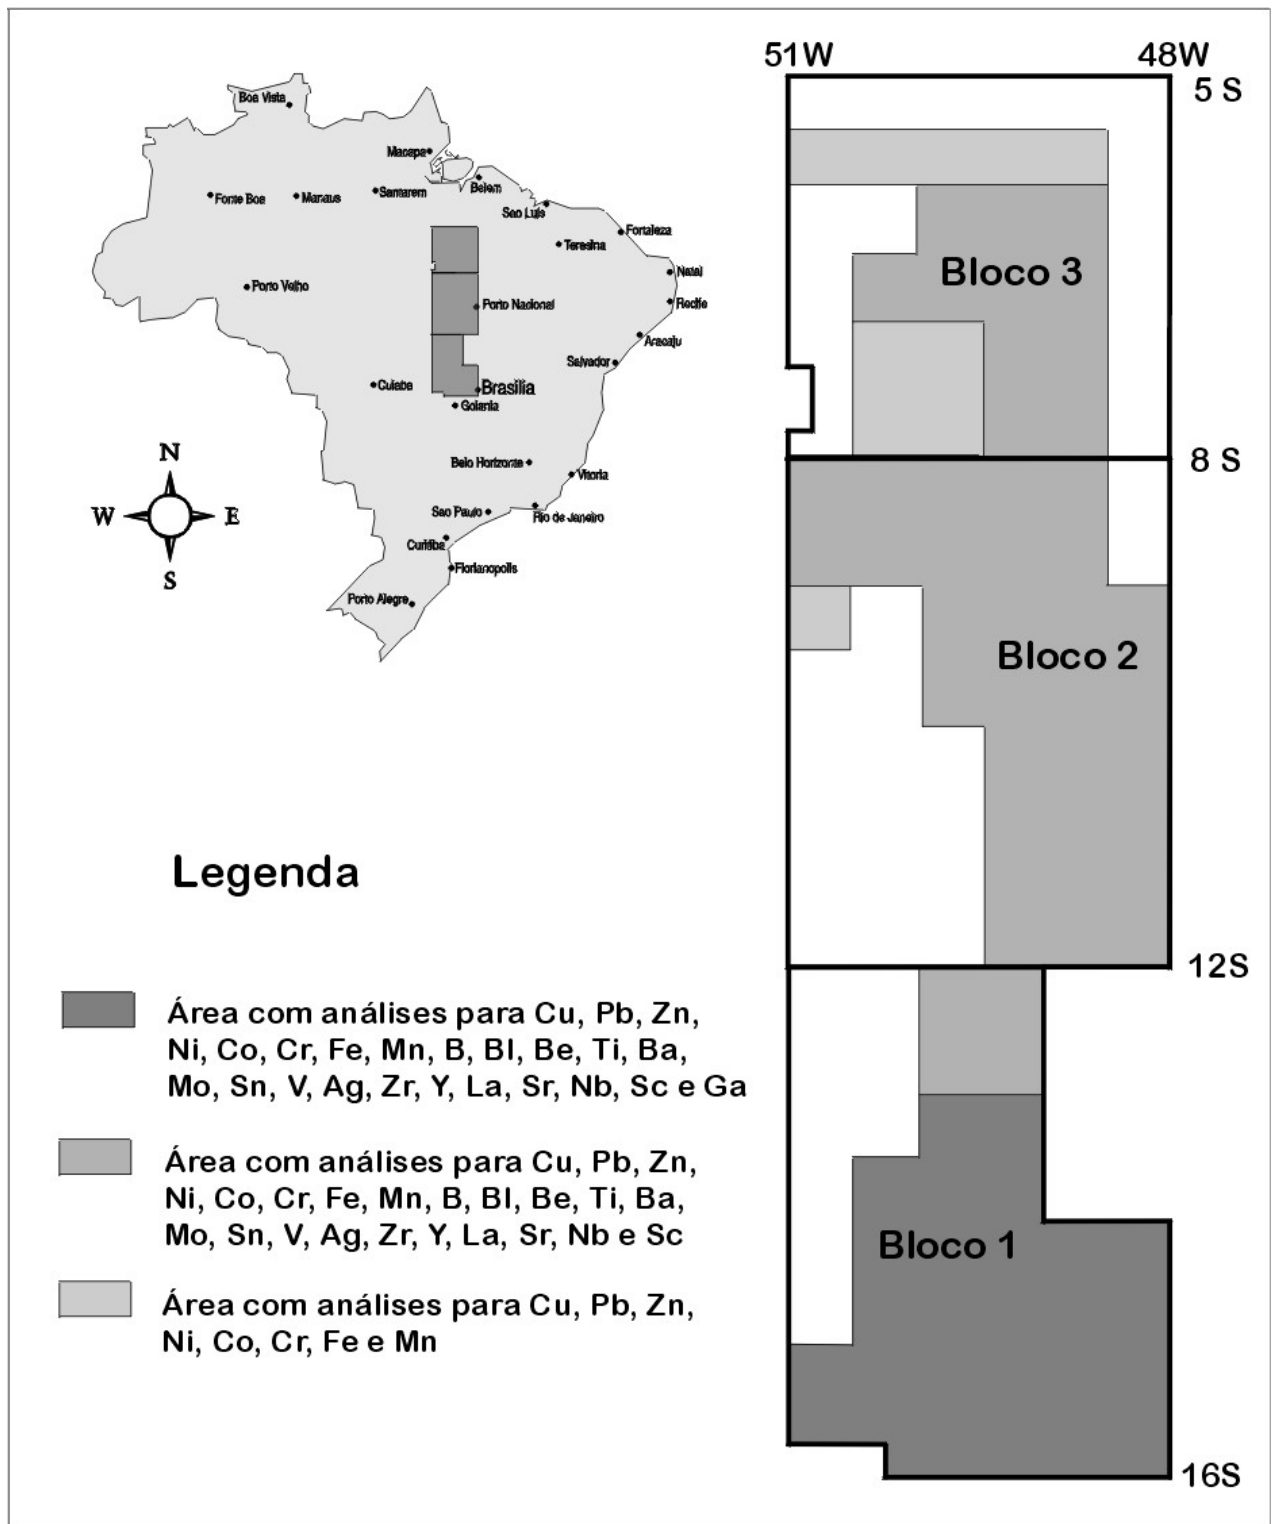 51W 48W
5 S
Boa Vista
Macapa
Belem
Fonte Boa
Manaus
Santarem
Sao Luis
Fortaleza
Teresina
Natal
Bloco 3
Porto Velho
Porto Nacional
Recife
Aracaju
Salvador
Cuiaba
Brasília
Goiania
8 S
Belo Horizonte
Vitoria
N
W E
S
Sao Paulo
Rio de Janeiro
Curitiba
Florianopolis
Porto Alegre
Bloco 2
Legenda
12S
Área com análises para Cu, Pb, Zn,
Ni, Co, Cr, Fe, Mn, B, BI, Be, Ti, Ba,
Mo, Sn, V, Ag, Zr, Y, La, Sr, Nb, Sc e Ga
Área com análises para Cu, Pb, Zn,
Ni, Co, Cr, Fe, Mn, B, BI, Be, Ti, Ba,
Mo, Sn, V, Ag, Zr, Y, La, Sr, Nb e Sc
Bloco 1
Área com análises para Cu, Pb, Zn,
Ni, Co, Cr, Fe e Mn
16S